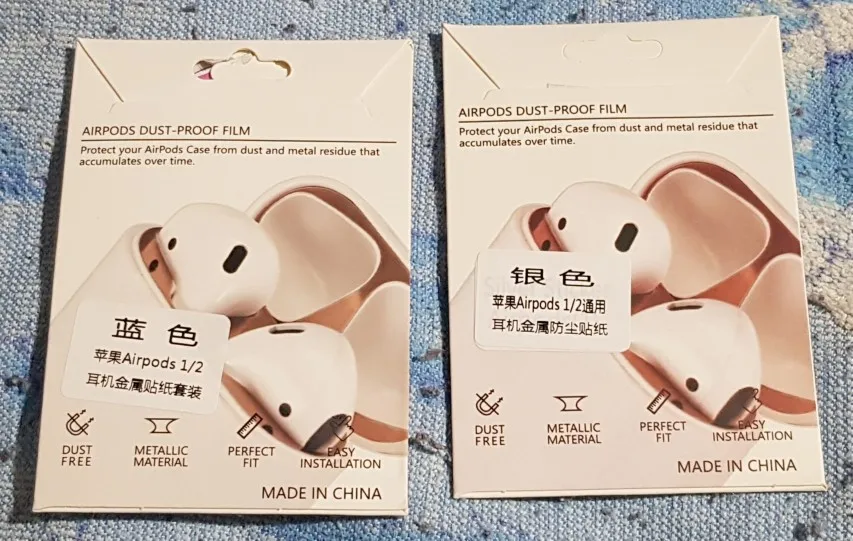 AIRPODS DUST-PROOF FILM
Protect your AirPods Case from dust and metal residue that
accumulates over time.
蓝色
苹果Airpods 1/2
耳机金属贴纸套装
DUST
FREE
METALLIC
MATERIAL
PERFECT
FIT
EASY
INSTALLATION
MADE IN CHINA
AIRPODS DUST-PROOF FILM
Protect your AirPods Case from dust and metal residue that
accumulates over time.
银色
苹果Airpods 1/2通用
耳机金属防尘贴纸
DUST
FREE
METALLIC
MATERIAL
PERFECT
FIT
EASY
INSTALLATION
MADE IN CHINA